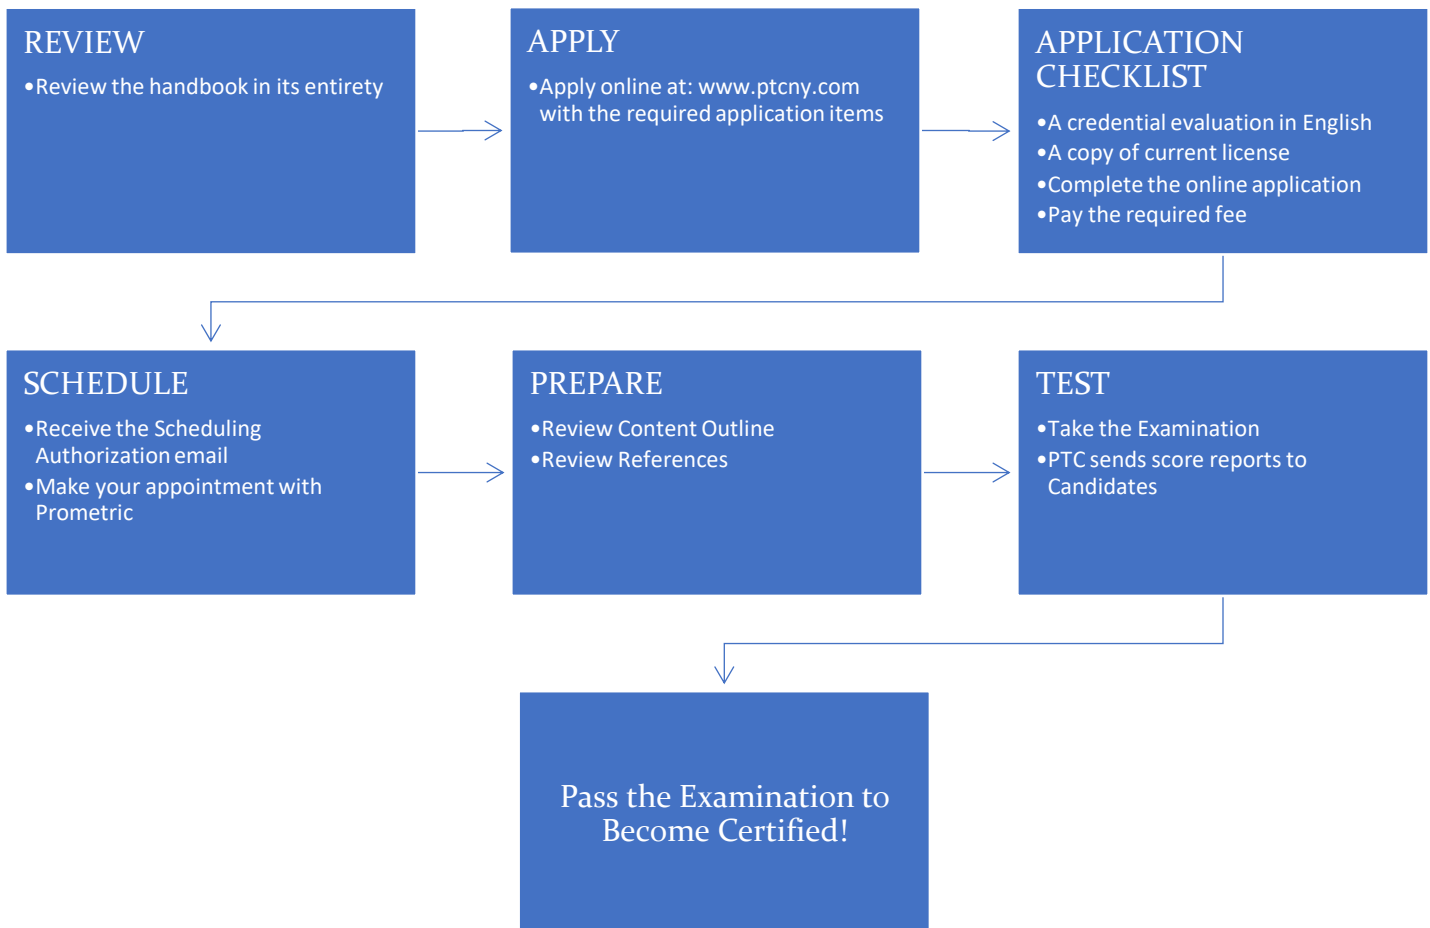 REVIEW
•Review the handbook in its entirety
APPLY
•Apply online at: www.ptcny.com
with the required application items
APPLICATION
CHECKLIST
•A credential evaluation in English
•A copy of current license
•Complete the online application
•Pay the required fee
SCHEDULE
•Receive the Scheduling
Authorization email
•Make your appointment with
Prometric
PREPARE
•Review Content Outline
•Review References
TEST
•Take the Examination
•PTC sends score reports to
Candidates
Pass the Examination to
Become Certified!